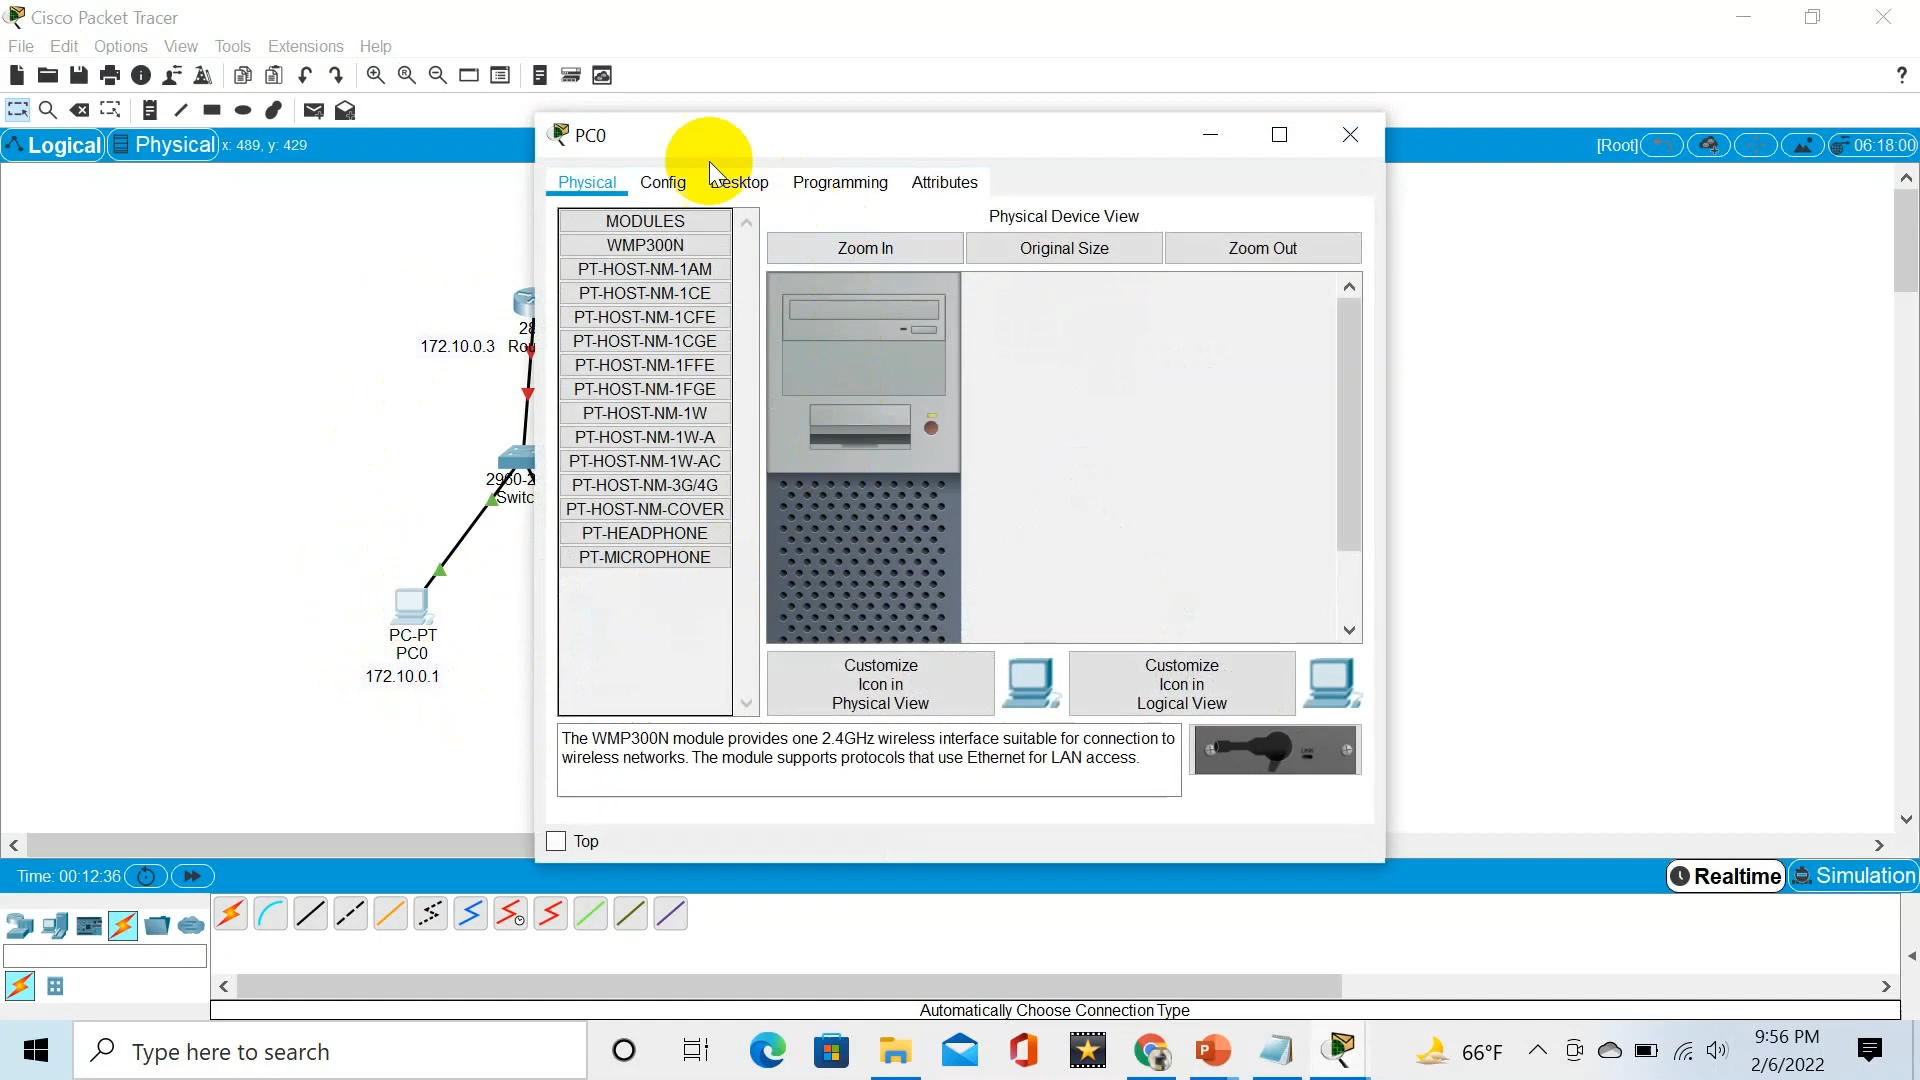 Cisco Packet Tracer
File Edit Options View Tools Extensions Help
?
Logical Physical x: 489, y: 429
[Root] 06:18:00
PC0
Physical Config Desktop Programming Attributes
MODULES
WMP300N
PT-HOST-NM-1AM
PT-HOST-NM-1CE
PT-HOST-NM-1CFE
PT-HOST-NM-1CGE
PT-HOST-NM-1FFE
PT-HOST-NM-1FGE
PT-HOST-NM-1W
PT-HOST-NM-1W-A
PT-HOST-NM-1W-AC
PT-HOST-NM-3G/4G
PT-HOST-NM-COVER
PT-HEADPHONE
PT-MICROPHONE
Physical Device View
Zoom In Original Size Zoom Out
Customize
Icon in
Physical View
Customize
Icon in
Logical View
The WMP300N module provides one 2.4GHz wireless interface suitable for connection to
wireless networks. The module supports protocols that use Ethernet for LAN access.
Top
28
172.10.0.3 Rou
2960-2
Switc
PC-PT
PC0
172.10.0.1
Time: 00:12:36
Realtime Simulation
Automatically Choose Connection Type
Type here to search
66°F
9:56 PM
2/6/2022